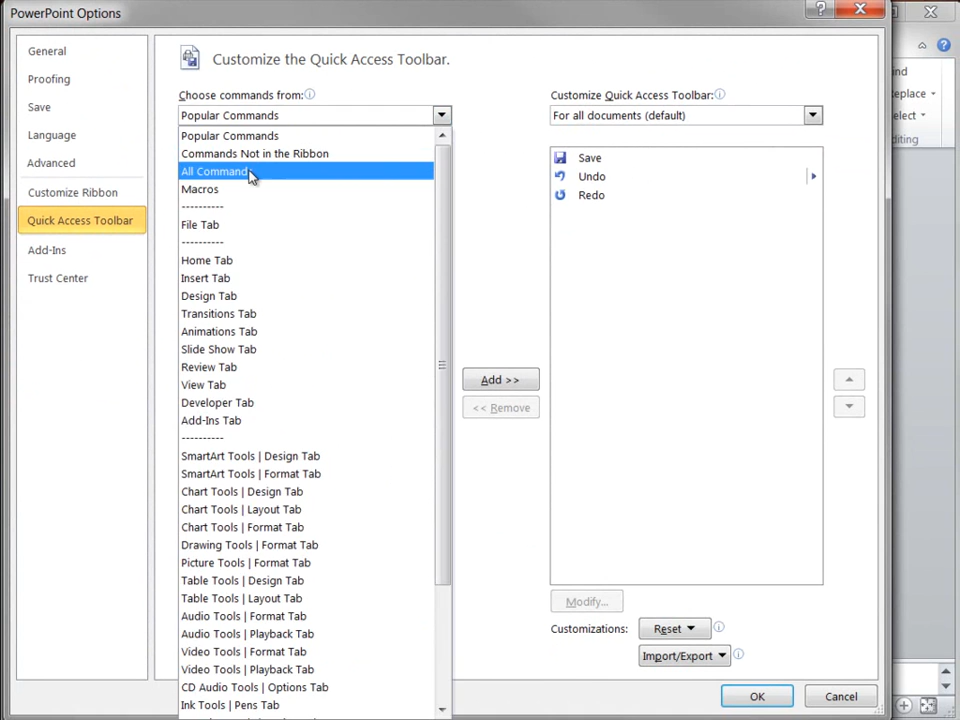 PowerPoint Options
General
Proofing
Save
Language
Advanced
Customize Ribbon
Quick Access Toolbar
Add-Ins
Trust Center
Customize the Quick Access Toolbar.
Choose commands from:
Popular Commands
Popular Commands
Commands Not in the Ribbon
All Commands
Macros
----------
File Tab
----------
Home Tab
Insert Tab
Design Tab
Transitions Tab
Animations Tab
Slide Show Tab
Review Tab
View Tab
Developer Tab
Add-Ins Tab
----------
SmartArt Tools | Design Tab
SmartArt Tools | Format Tab
Chart Tools | Design Tab
Chart Tools | Layout Tab
Chart Tools | Format Tab
Drawing Tools | Format Tab
Picture Tools | Format Tab
Table Tools | Design Tab
Table Tools | Layout Tab
Audio Tools | Format Tab
Audio Tools | Playback Tab
Video Tools | Format Tab
Video Tools | Playback Tab
CD Audio Tools | Options Tab
Ink Tools | Pens Tab
Add >>
<< Remove
Customize Quick Access Toolbar:
For all documents (default)
Save
Undo
Redo
Modify...
Customizations:
Reset
Import/Export
OK
Cancel